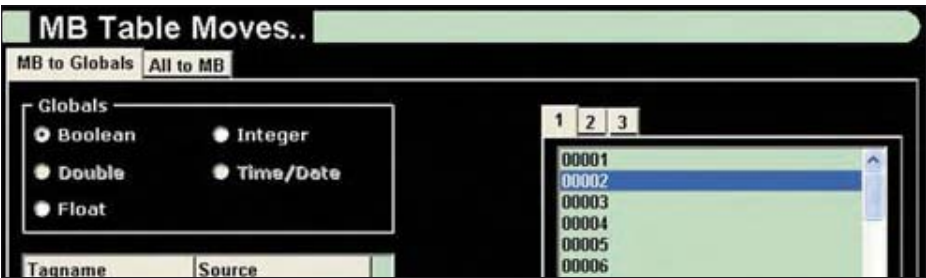 MB Table Moves..
MB to Globals All to MB
Globals
Boolean Integer
Double Time/Date
Float
Tagname Source
1 2 3
00001
00002
00003
00004
00005
00006